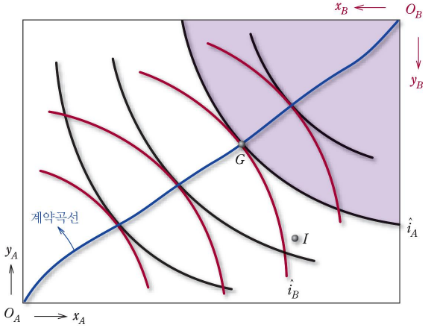 x_B ← O_B
↓
y_B
G
계약곡선
î_A
I
î_B
y_A
↑
O_A → x_A